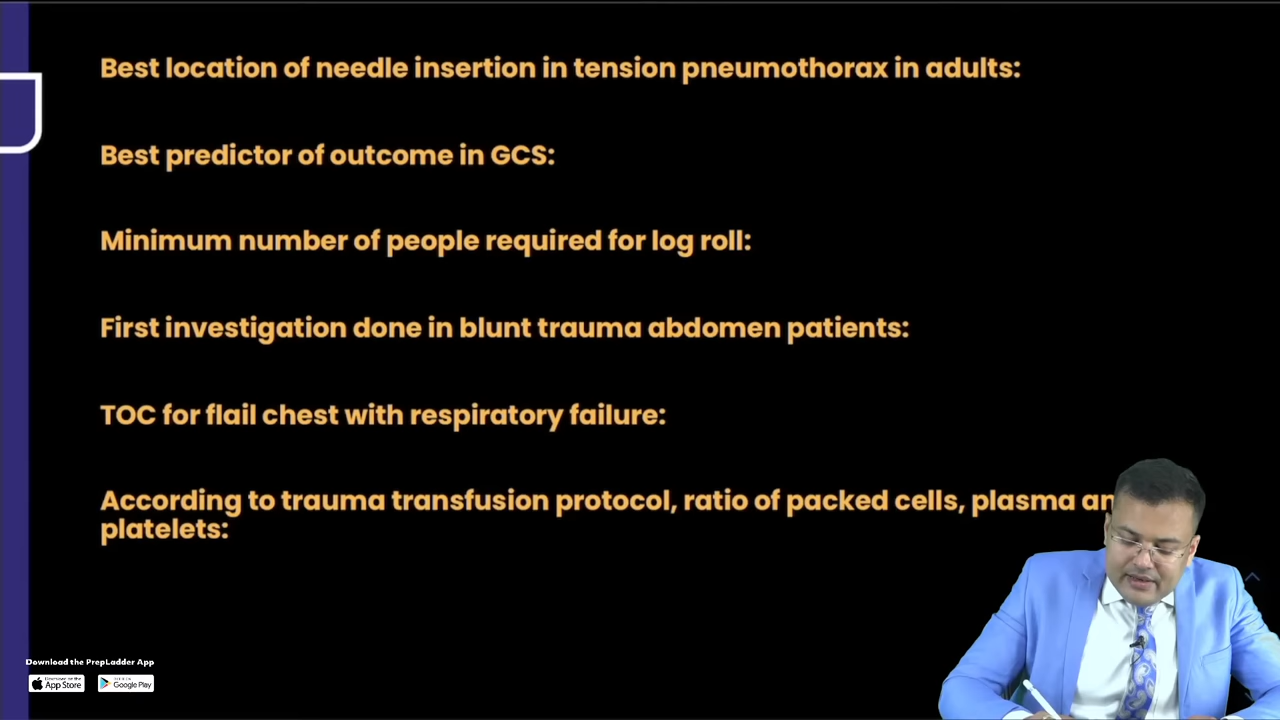 Best location of needle insertion in tension pneumothorax in adults:
Best predictor of outcome in GCS:
Minimum number of people required for log roll:
First investigation done in blunt trauma abdomen patients:
TOC for flail chest with respiratory failure:
According to trauma transfusion protocol, ratio of packed cells, plasma
platelets:
Download the PrepLadder App
App Store
Google Play